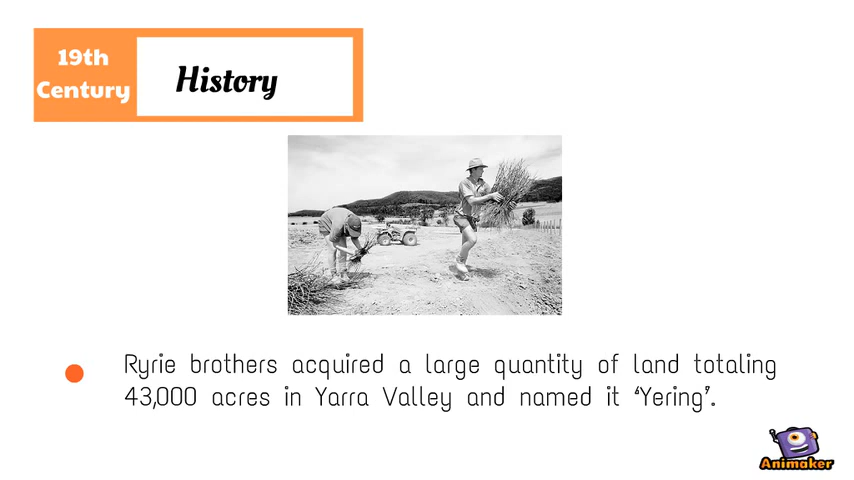 19th
Century
History
Ryrie brothers acquired a large quantity of land totaling
43,000 acres in Yarra Valley and named it ‘Yering’.
Animaker